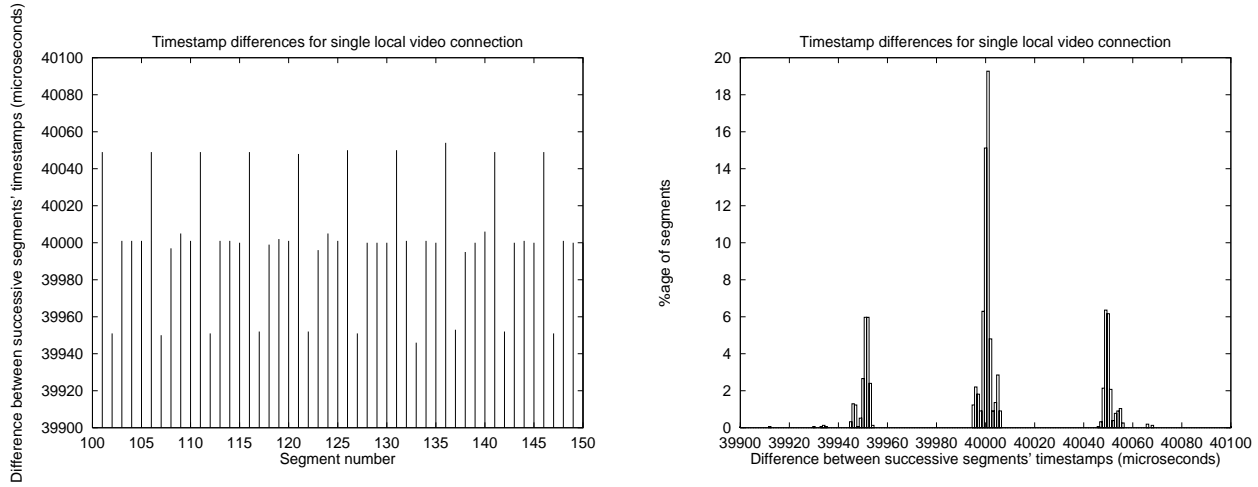 Timestamp differences for single local video connection
Difference between successive segments' timestamps (microseconds)
40100
40080
40060
40040
40020
40000
39980
39960
39940
39920
39900
100 105 110 115 120 125 130 135 140 145 150
Segment number
Timestamp differences for single local video connection
%age of segments
20
18
16
14
12
10
8
6
4
2
0
39900 39920 39940 39960 39980 40000 40020 40040 40060 40080 40100
Difference between successive segments' timestamps (microseconds)